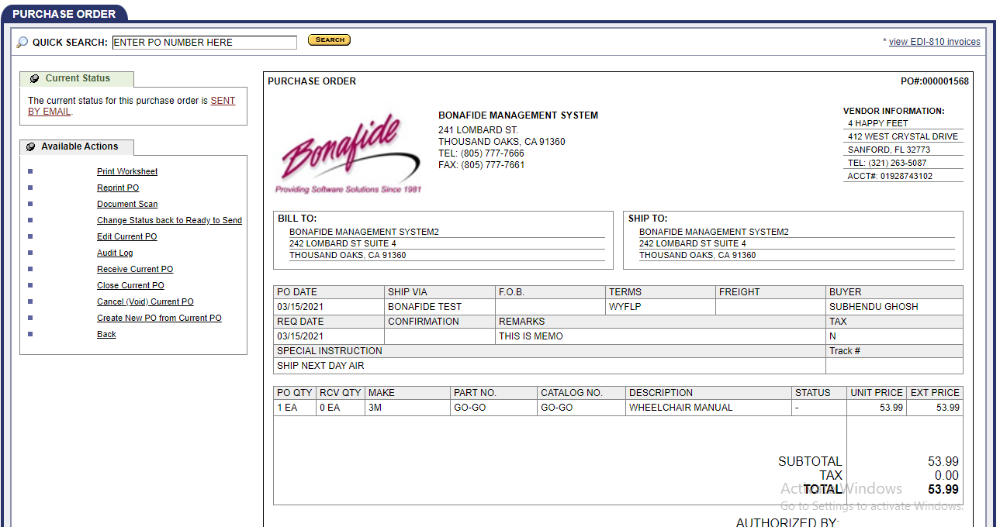 PURCHASE ORDER
QUICK SEARCH: ENTER PO NUMBER HERE SEARCH * view EDI-810 invoices
Current Status
The current status for this purchase order is SENT
BY EMAIL.
Available Actions
Print Worksheet
Reprint PO
Document Scan
Change Status back to Ready to Send
Edit Current PO
Audit Log
Receive Current PO
Close Current PO
Cancel (Void) Current PO
Create New PO from Current PO
Back
PURCHASE ORDER PO#:000001568
Bonafide
Providing Software Solutions Since 1981
BONAFIDE MANAGEMENT SYSTEM
241 LOMBARD ST.
THOUSAND OAKS, CA 91360
TEL: (805) 777-7666
FAX: (805) 777-7661
VENDOR INFORMATION:
4 HAPPY FEET
412 WEST CRYSTAL DRIVE
SANFORD, FL 32773
TEL: (321) 263-5087
ACCT#: 01928743102
BILL TO:
BONAFIDE MANAGEMENT SYSTEM2
242 LOMBARD ST SUITE 4
THOUSAND OAKS, CA 91360
SHIP TO:
BONAFIDE MANAGEMENT SYSTEM2
242 LOMBARD ST SUITE 4
THOUSAND OAKS, CA 91360
PO DATE SHIP VIA F.O.B. TERMS FREIGHT BUYER
03/15/2021 BONAFIDE TEST WYFLP SUBHENDU GHOSH
REQ DATE CONFIRMATION REMARKS TAX
03/15/2021 THIS IS MEMO N
SPECIAL INSTRUCTION Track #
SHIP NEXT DAY AIR
PO QTY RCV QTY MAKE PART NO. CATALOG NO. DESCRIPTION STATUS UNIT PRICE EXT PRICE
1 EA 0 EA 3M GO-GO GO-GO WHEELCHAIR MANUAL - 53.99 53.99
SUBTOTAL 53.99
TAX 0.00
TOTAL 53.99
Activate Windows
Go to Settings to activate Windows.
AUTHORIZED BY: